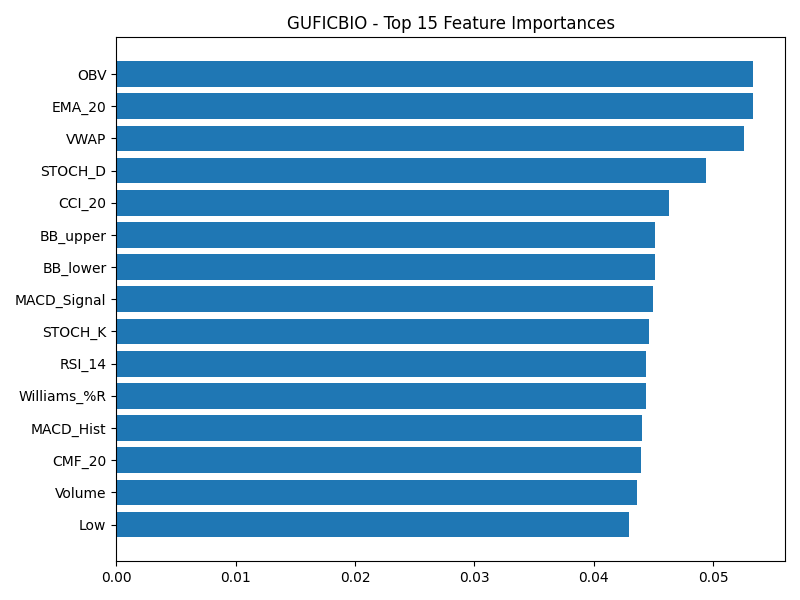 GUFICBIO - Top 15 Feature Importances
OBV
EMA_20
VWAP
STOCH_D
CCI_20
BB_upper
BB_lower
MACD_Signal
STOCH_K
RSI_14
Williams_%R
MACD_Hist
CMF_20
Volume
Low
0.00 0.01 0.02 0.03 0.04 0.05